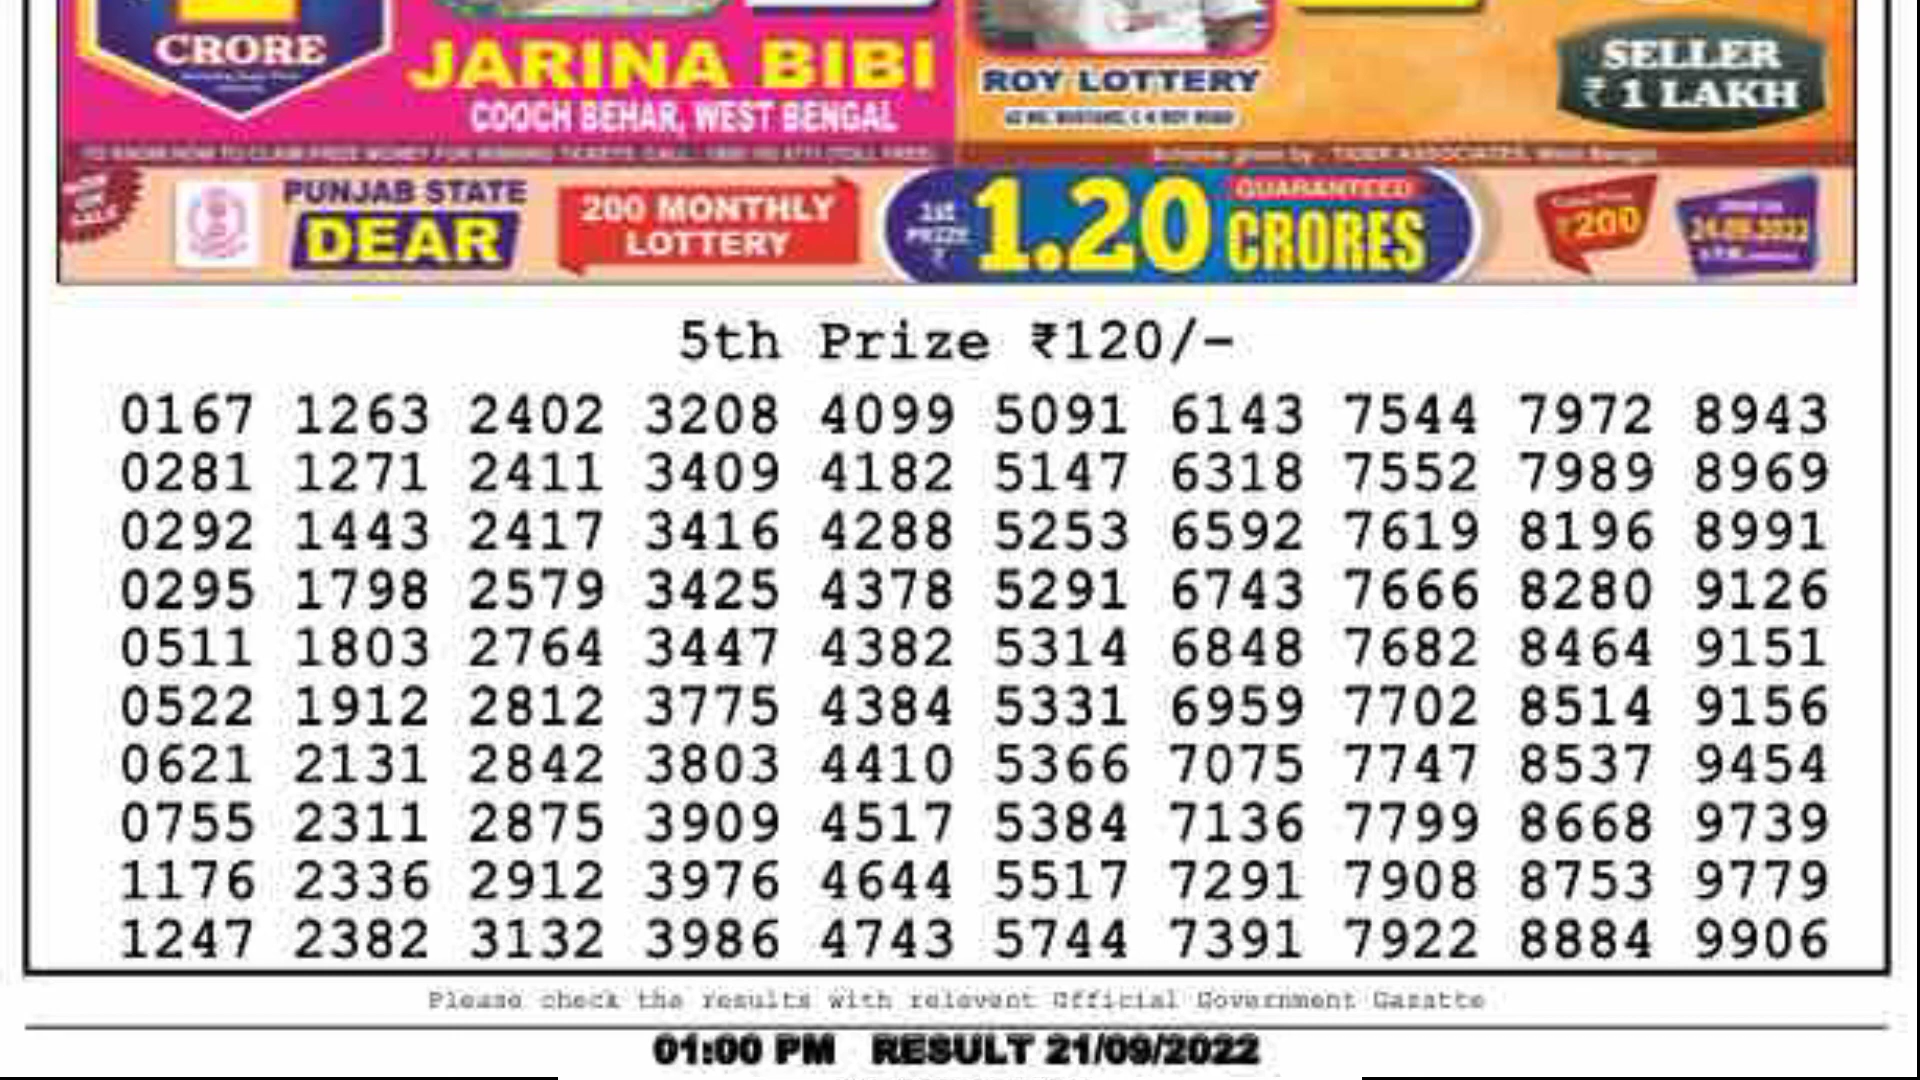 CRORE
JARINA BIBI
COOCH BEHAR, WEST BENGAL
ROY LOTTERY
SELLER
₹ 1 LAKH
PUNJAB STATE
DEAR
200 MONTHLY
LOTTERY
1st
PRIZE
₹
1.20
GUARANTEED
CRORES
₹200
24-09-2022
5th Prize ₹120/-
0167 1263 2402 3208 4099 5091 6143 7544 7972 8943
0281 1271 2411 3409 4182 5147 6318 7552 7989 8969
0292 1443 2417 3416 4288 5253 6592 7619 8196 8991
0295 1798 2579 3425 4378 5291 6743 7666 8280 9126
0511 1803 2764 3447 4382 5314 6848 7682 8464 9151
0522 1912 2812 3775 4384 5331 6959 7702 8514 9156
0621 2131 2842 3803 4410 5366 7075 7747 8537 9454
0755 2311 2875 3909 4517 5384 7136 7799 8668 9739
1176 2336 2912 3976 4644 5517 7291 7908 8753 9779
1247 2382 3132 3986 4743 5744 7391 7922 8884 9906
Please check the results with relevent Official Government Gazatte
01:00 PM RESULT 21/09/2022